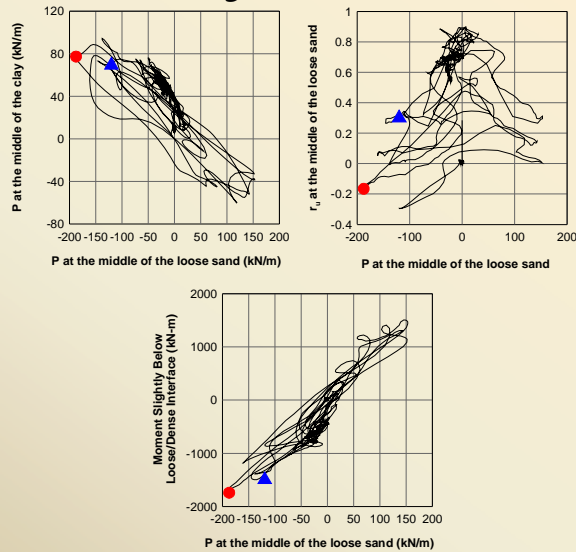 120
80
40
0
-40
-80
-200 -150 -100 -50 0 50 100 150 200
P at the middle of the clay (kN/m)
P at the middle of the loose sand (kN/m)
1
0.8
0.6
0.4
0.2
0
-0.2
-0.4
-200 -100 0 100 200
ru at the middle of the loose sand
P at the middle of the loose sand
2000
1000
0
-1000
-2000
-200 -150 -100 -50 0 50 100 150 200
Moment Slightly Below
Loose/Dense Interface (kN-m)
P at the middle of the loose sand (kN/m)